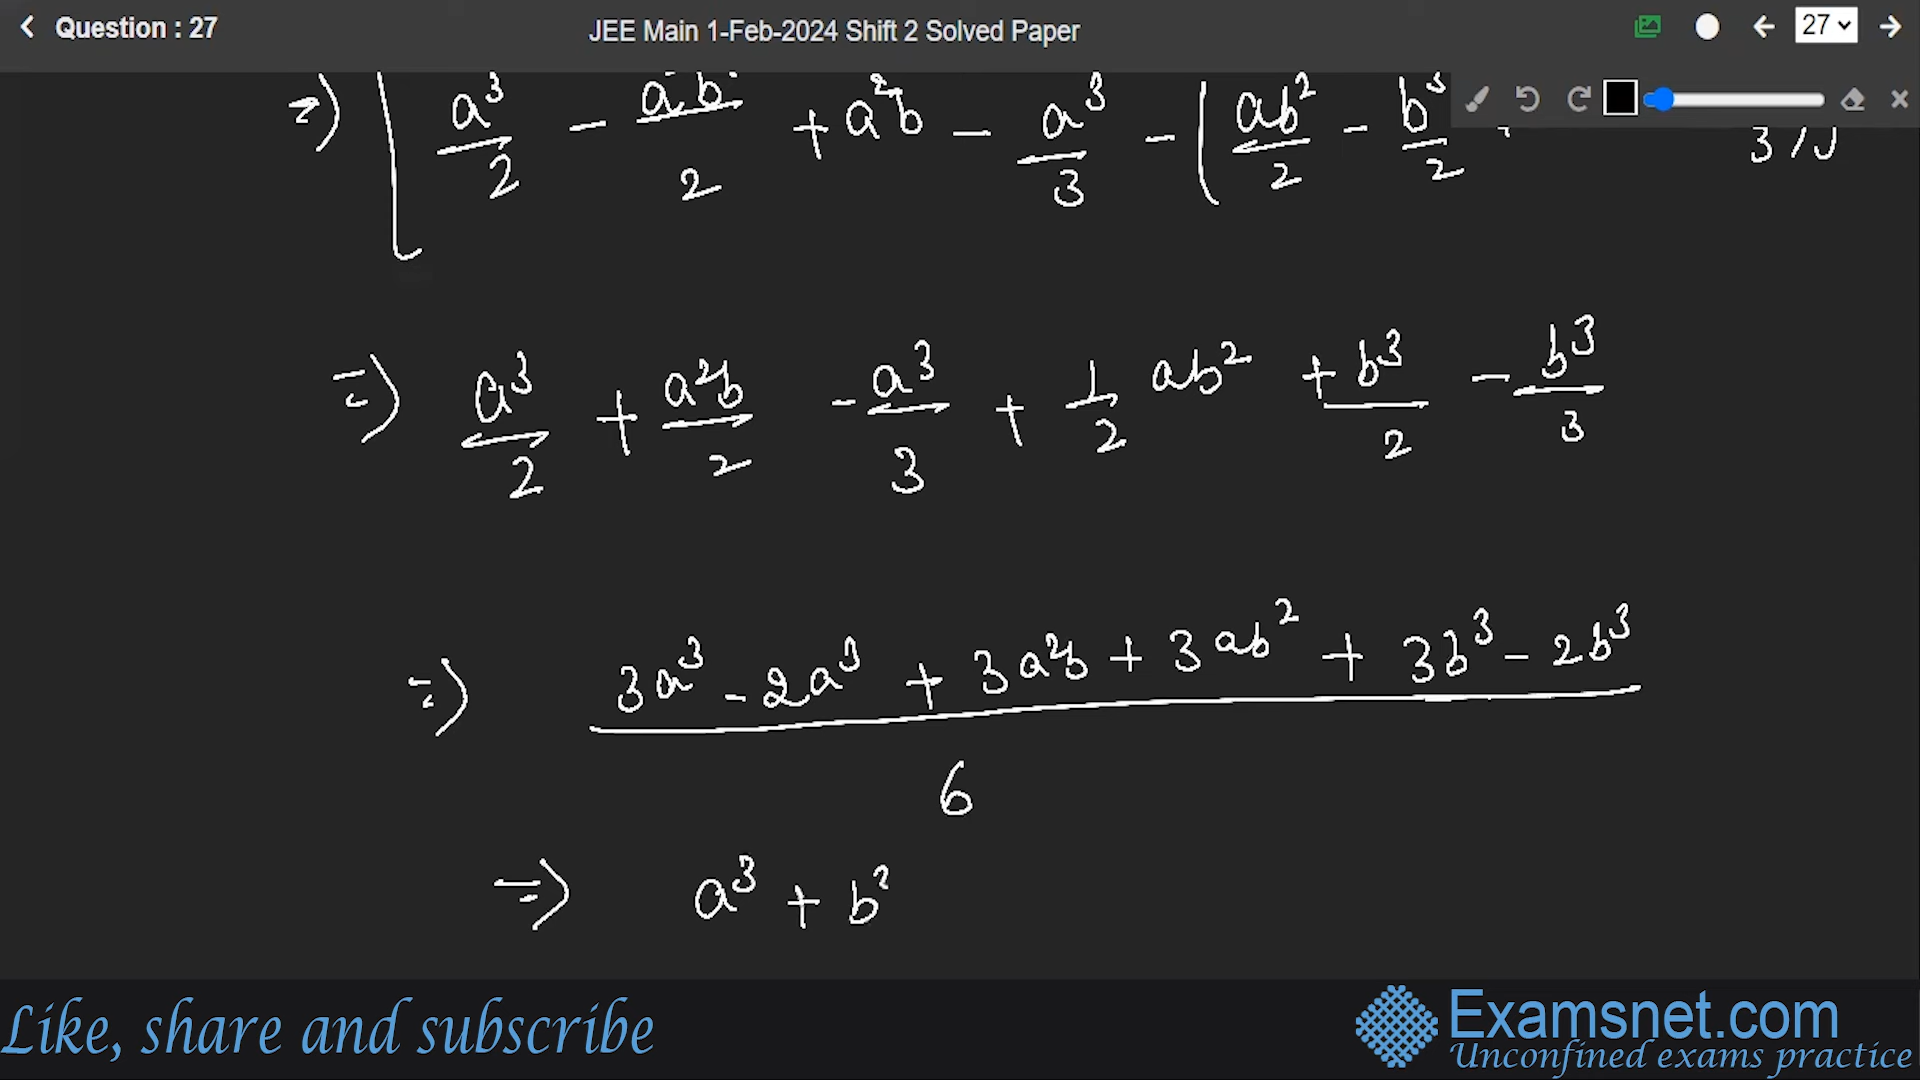 Question : 27
JEE Main 1-Feb-2024 Shift 2 Solved Paper
27
=) [ a³/2 - /2 + a²b - a³/3 - ( ab²/2 - b³/2
=) a³/2 + a²b/2 - a³/3 + 1/2 ab² + b³/2 - b³/3
=) 3a³ - 2a³ + 3a²b + 3ab² + 3b³ - 2b³
6
=) a³ + b
Like, share and subscribe
Examsnet.com
Unconfined exams practice